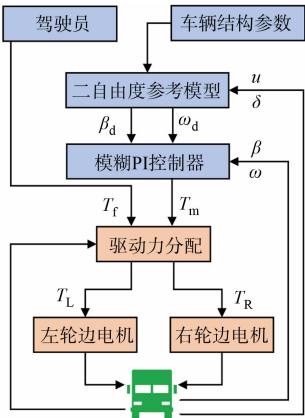 驾驶员
车辆结构参数
二自由度参考模型
u
δ
βd
ωd
模糊PI控制器
β
ω
Tf
Tm
驱动力分配
TL
TR
左轮边电机
右轮边电机